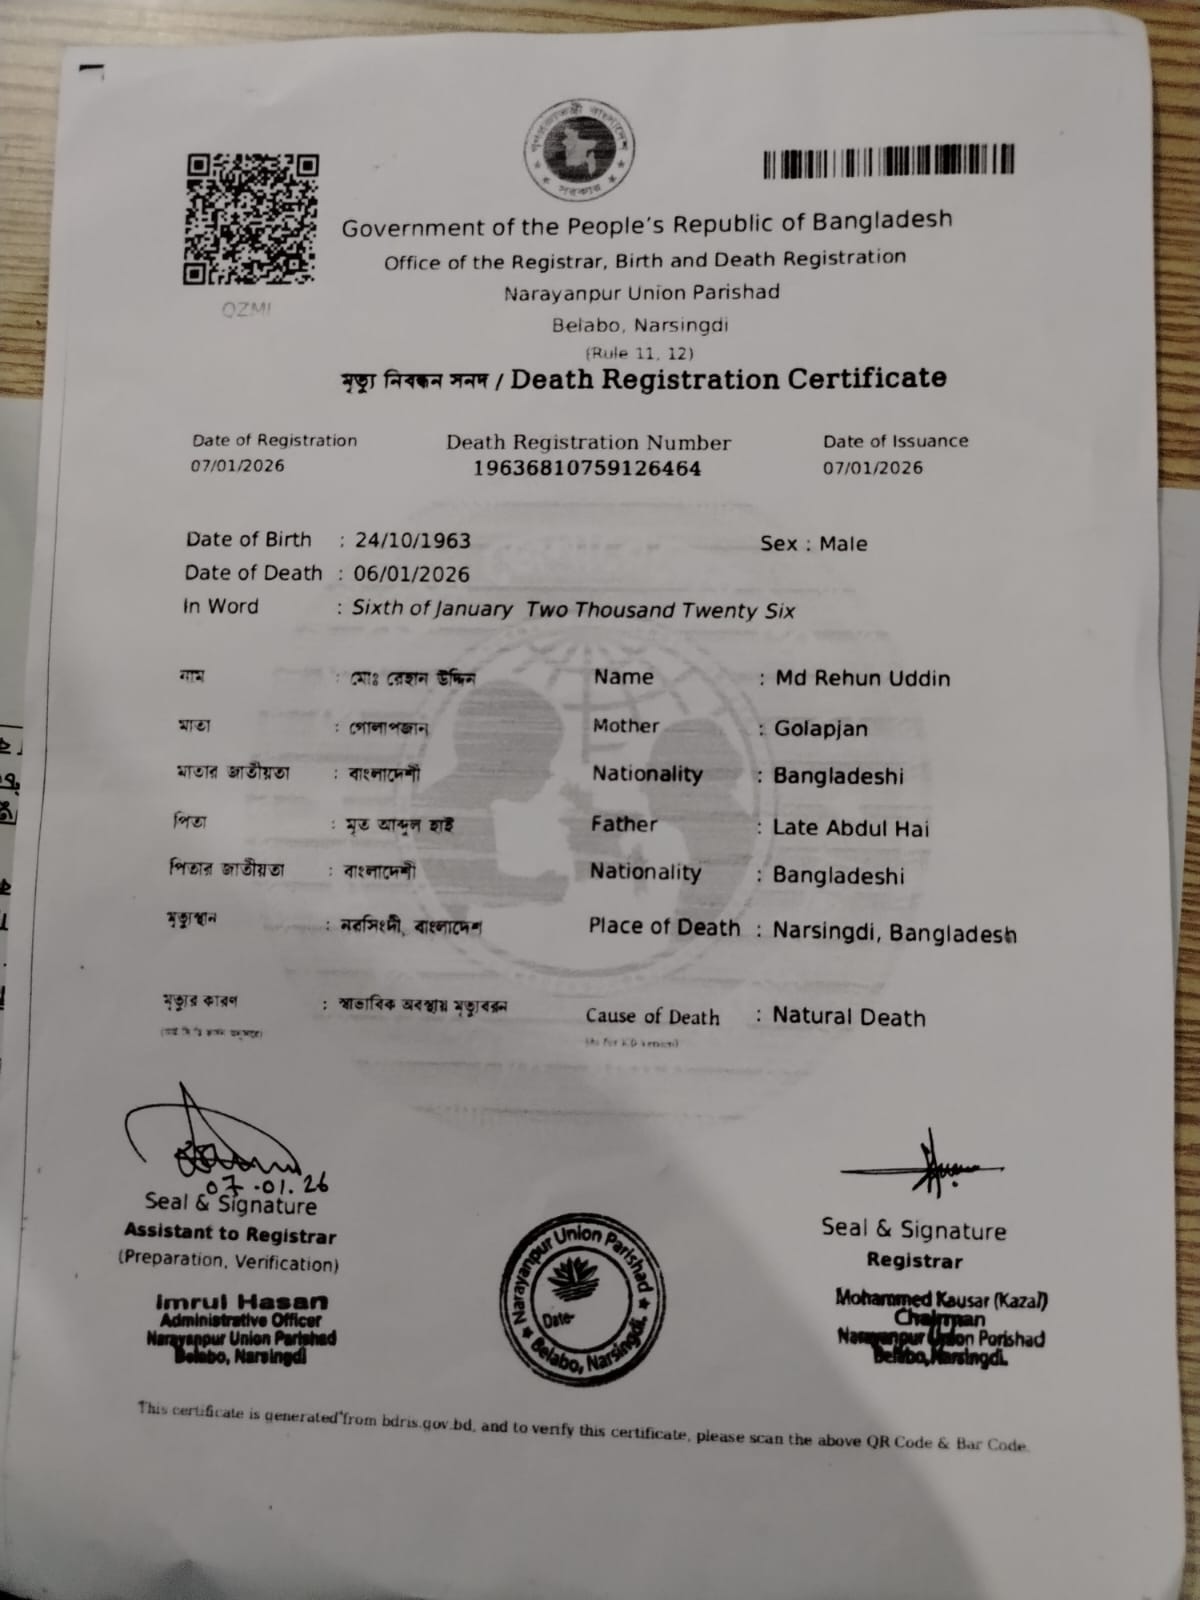 গণপ্রজাতন্ত্রী বাংলাদেশ
সরকার
QZMI
Government of the People's Republic of Bangladesh
Office of the Registrar, Birth and Death Registration
Narayanpur Union Parishad
Belabo, Narsingdi
(Rule 11, 12)
মৃত্যু নিবন্ধন সনদ / Death Registration Certificate
Date of Registration Death Registration Number Date of Issuance
07/01/2026 19636810759126464 07/01/2026
Date of Birth : 24/10/1963 Sex : Male
Date of Death : 06/01/2026
In Word : Sixth of January Two Thousand Twenty Six
নাম : মোঃ রেহান উদ্দিন Name : Md Rehun Uddin
মাতা : গোলাপজান Mother : Golapjan
মাতার জাতীয়তা : বাংলাদেশী Nationality : Bangladeshi
পিতা : মৃত আব্দুল হাই Father : Late Abdul Hai
পিতার জাতীয়তা : বাংলাদেশী Nationality : Bangladeshi
মৃত্যুস্থান : নরসিংদী, বাংলাদেশ Place of Death : Narsingdi, Bangladesh
মৃত্যুর কারণ : স্বাভাবিক অবস্থায় মৃত্যুবরন Cause of Death : Natural Death
07.01.26
Seal & Signature Seal & Signature
Assistant to Registrar Registrar
(Preparation, Verification)
Imrul Hasan
Administrative Officer
Narayanpur Union Parishad
Belabo, Narsingdi
Narayanpur Union Parishad
Date-
Belabo, Narsingdi.
Mohammed Kausar (Kazal)
Chairman
Narayanpur Union Porishad
Belabo, Narsingdi.
This certificate is generated from bdris.gov.bd, and to verify this certificate, please scan the above QR Code & Bar Code.